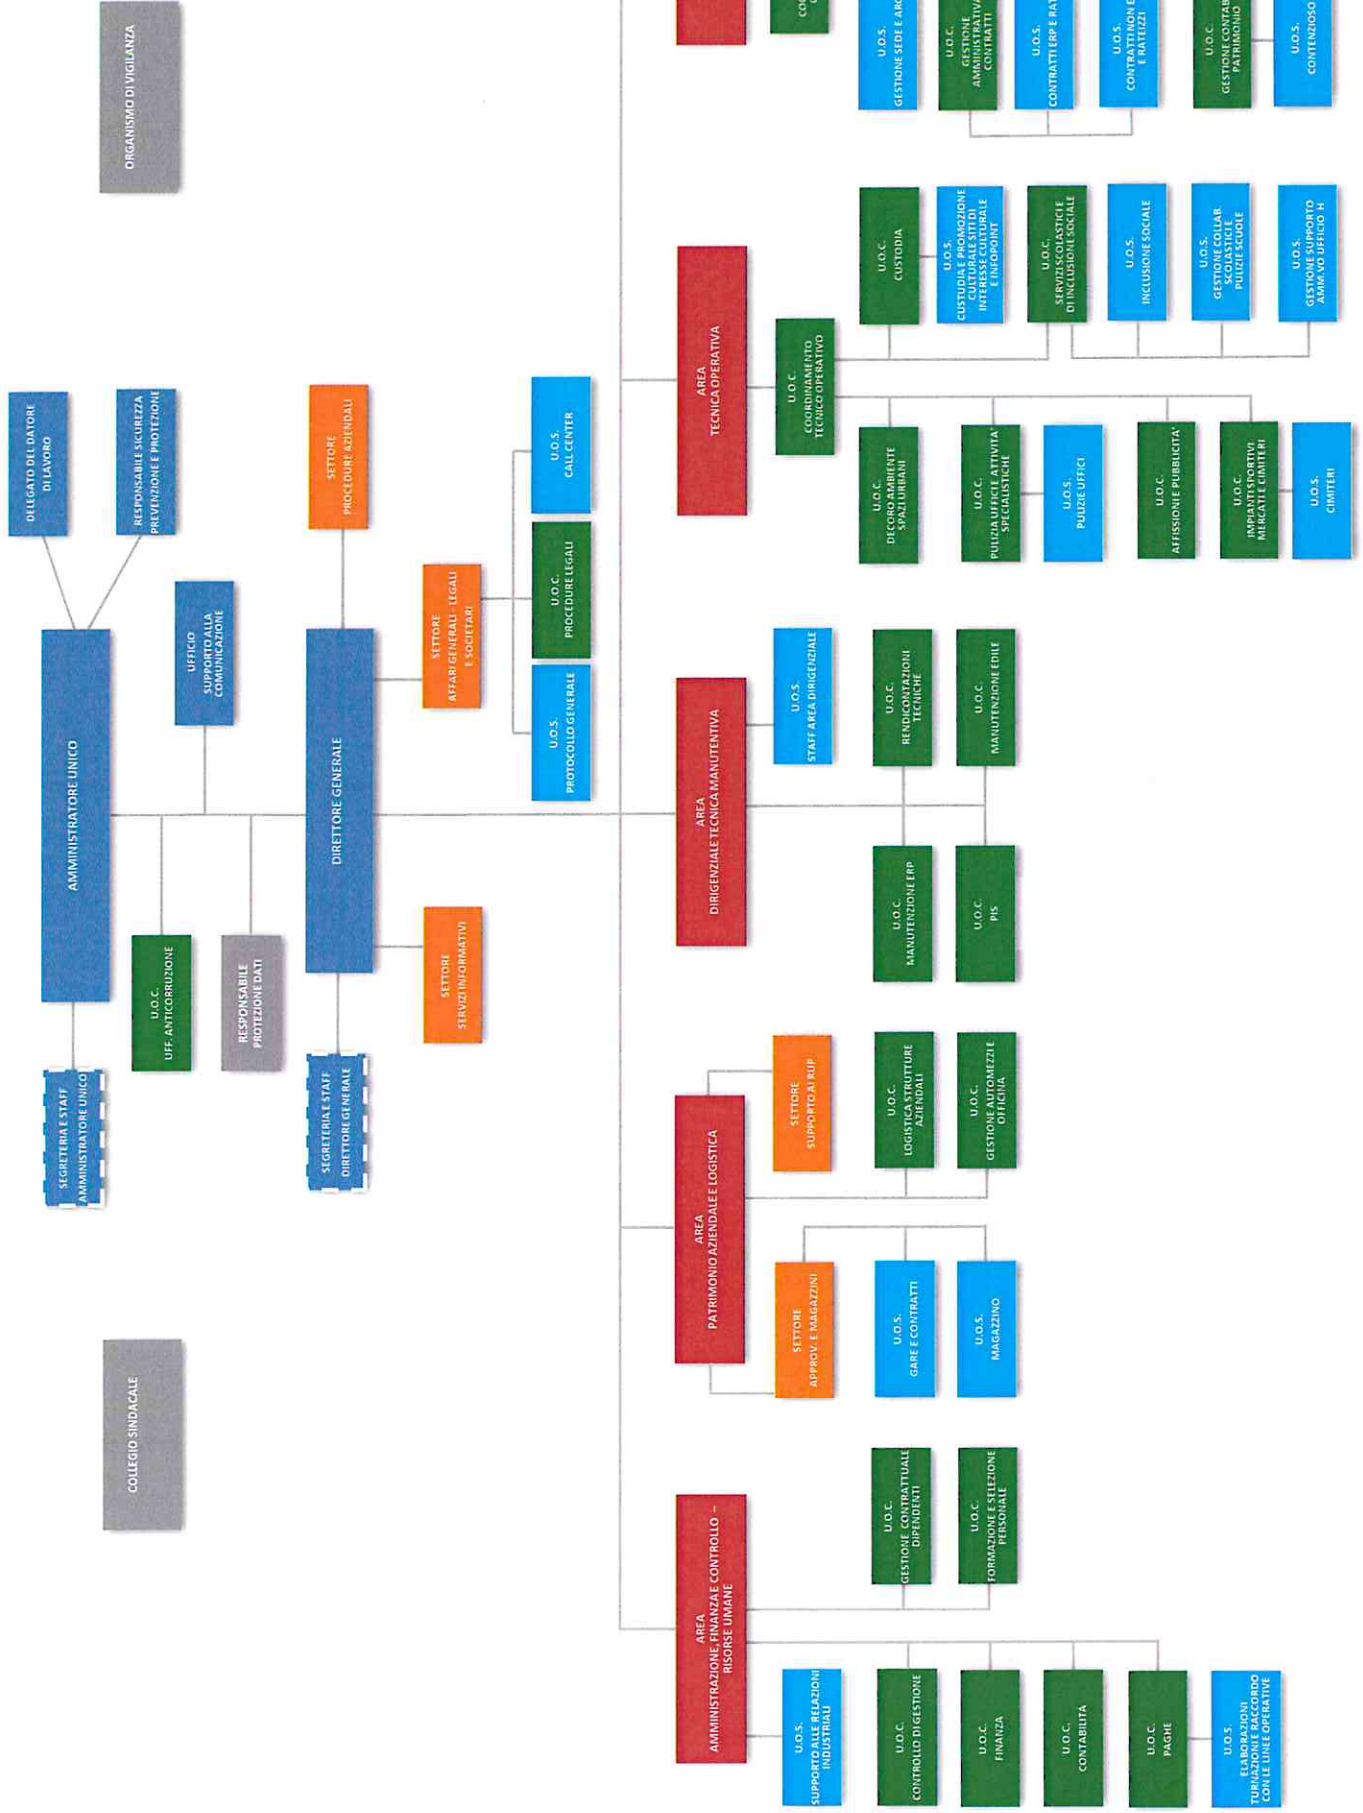 COLLEGIO SINDACALE
ORGANISMO DI VIGILANZA
DELEGATO DEL DATORE
DI LAVORO
RESPONSABILE SICUREZZA
PREVENZIONE E PROTEZIONE
AMMINISTRATORE UNICO
SEGRETERIA E STAFF
AMMINISTRATORE UNICO
UFFICIO
SUPPORTO ALLA
COMUNICAZIONE
U.O.C.
UFF. ANTICORRUZIONE
RESPONSABILE
PROTEZIONE DATI
SEGRETERIA E STAFF
DIRETTORE GENERALE
DIRETTORE GENERALE
SETTORE
PROCEDURE AZIENDALI
SETTORE
SERVIZI INFORMATIVI
SETTORE
AFFARI GENERALI - LEGALI
E SOCIETARI
U.O.S.
PROTOCOLLO GENERALE
U.O.C.
PROCEDURE LEGALI
U.O.S.
CALL CENTER
AREA
AMMINISTRAZIONE, FINANZA E CONTROLLO –
RISORSE UMANE
U.O.S.
SUPPORTO ALLE RELAZIONI
INDUSTRIALI
U.O.C.
CONTROLLO DI GESTIONE
U.O.C.
FINANZA
U.O.C.
CONTABILITÀ
U.O.C.
PAGHE
U.O.S.
ELABORAZIONI
TURNAZIONI E RACCORDO
CON LE LINEE OPERATIVE
U.O.C.
GESTIONE CONTRATTUALE
DIPENDENTI
U.O.C.
FORMAZIONE E SELEZIONE
PERSONALE
AREA
PATRIMONIO AZIENDALE E LOGISTICA
SETTORE
APPROV. E MAGAZZINI
U.O.S.
GARE E CONTRATTI
U.O.S.
MAGAZZINO
SETTORE
SUPPORTO AI RUP
U.O.C.
LOGISTICA STRUTTURE
AZIENDALI
U.O.C.
GESTIONE AUTOMEZZI E
OFFICINA
AREA
DIRIGENZIALE TECNICA MANUTENTIVA
U.O.S.
STAFF AREA DIRIGENZIALE
U.O.C.
MANUTENZIONE ERP
U.O.C.
PIS
U.O.C.
RENDICONTAZIONI
TECNICHE
U.O.C.
MANUTENZIONE EDILE
AREA
TECNICA OPERATIVA
U.O.C.
COORDINAMENTO
TECNICO OPERATIVO
U.O.C.
DECORO AMBIENTE
SPAZI URBANI
U.O.C.
PULIZIA UFFICI E ATTIVITA'
SPECIALISTICHE
U.O.S.
PULIZIE UFFICI
U.O.C.
AFFISSIONI E PUBBLICITA'
U.O.C.
IMPIANTI SPORTIVI
MERCATI E CIMITERI
U.O.S.
CIMITERI
U.O.C.
CUSTODIA
U.O.S.
CUSTUDIA E PROMOZIONE
CULTURALE SITI DI
INTERESSE CULTURALE
E INFOPOINT
U.O.C.
SERVIZI SCOLASTICI E
DI INCLUSIONE SOCIALE
U.O.S.
INCLUSIONE SOCIALE
U.O.S.
GESTIONE COLLAB.
SCOLASTICI E
PULIZIE SCUOLE
U.O.S.
GESTIONE SUPPORTO
AMM.VO UFFICIO H
COO
U.O.S.
GESTIONE SEDE E ARC
U.O.C.
GESTIONE
AMMINISTRATIVA
CONTRATTI
U.O.S.
CONTRATTI ERP E RAT
U.O.S.
CONTRATTI NON E
E RATEIZZI
U.O.C.
GESTIONE CONTAB
PATRIMONIO
U.O.S.
CONTENZIOSO